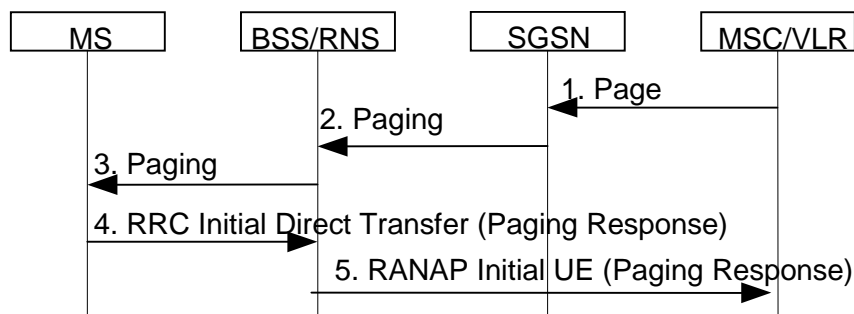 MS
BSS/RNS
SGSN
MSC/VLR
1. Page
2. Paging
3. Paging
4. RRC Initial Direct Transfer (Paging Response)
5. RANAP Initial UE (Paging Response)